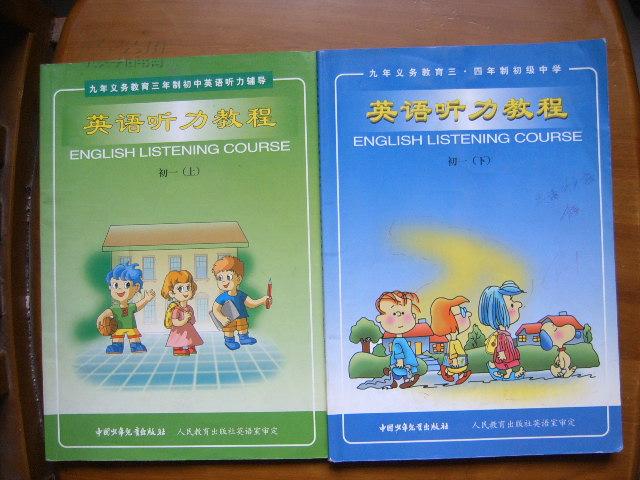 九年义务教育三年制初中英语听力辅导
英语听力教程
ENGLISH LISTENING COURSE
初一(上)
中国少年儿童出版社
人民教育出版社英语室审定
九年义务教育三·四年制初级中学
英语听力教程
ENGLISH LISTENING COURSE
初一(下)
中国少年儿童出版社
人民教育出版社英语室审定